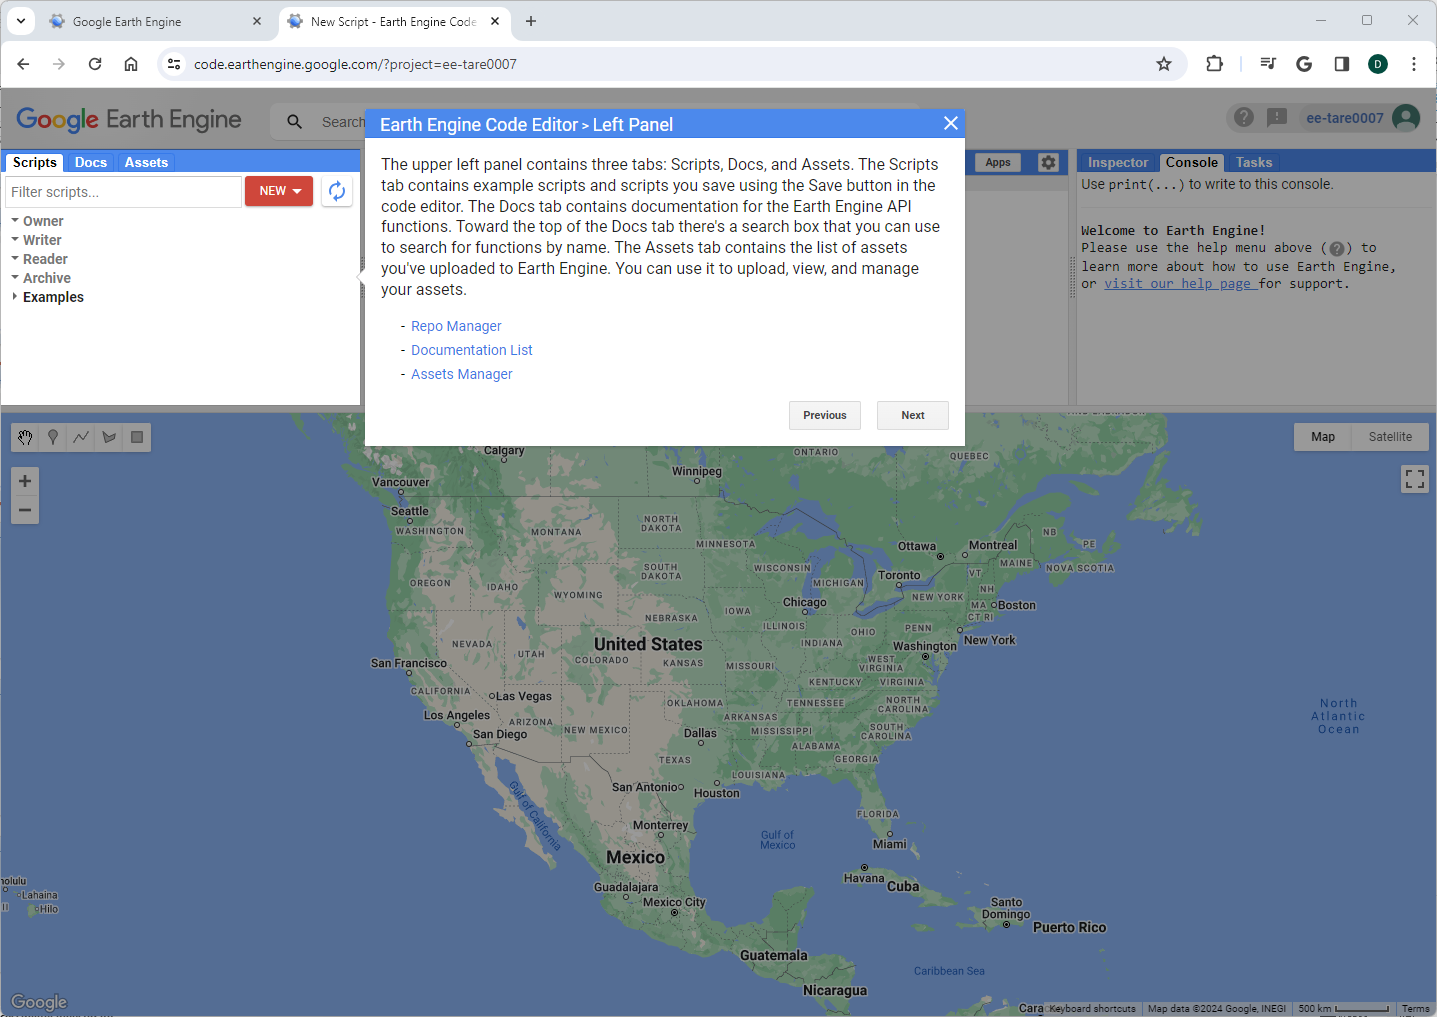 Google Earth Engine
New Script - Earth Engine Code
code.earthengine.google.com/?project=ee-tare0007
D
Google Earth Engine
Search
ee-tare0007
Earth Engine Code Editor > Left Panel
Scripts
Docs
Assets
Filter scripts...
NEW
Owner
Writer
Reader
Archive
Examples
The upper left panel contains three tabs: Scripts, Docs, and Assets. The Scripts
tab contains example scripts and scripts you save using the Save button in the
code editor. The Docs tab contains documentation for the Earth Engine API
functions. Toward the top of the Docs tab there's a search box that you can use
to search for functions by name. The Assets tab contains the list of assets
you've uploaded to Earth Engine. You can use it to upload, view, and manage
your assets.
- Repo Manager
- Documentation List
- Assets Manager
Previous
Next
Apps
Inspector
Console
Tasks
Use print(...) to write to this console.
Welcome to Earth Engine!
Please use the help menu above (?) to
learn more about how to use Earth Engine,
or visit our help page for support.
Map
Satellite
+
−
Calgary
ONTARIO
QUEBEC
Winnipeg
Vancouver
Seattle
WASHINGTON
MONTANA
NORTH
DAKOTA
MINNESOTA
Ottawa
Montreal
NB
PE
MAINE
NOVA SCOTIA
OREGON
IDAHO
WYOMING
SOUTH
DAKOTA
WISCONSIN
MICHIGAN
Toronto
VT
NH
NEW YORK
MA
Boston
CT
RI
Chicago
IOWA
NEBRASKA
ILLINOIS
INDIANA
OHIO
PENN
New York
NEVADA
UTAH
COLORADO
United States
KANSAS
MISSOURI
WEST
VIRGINIA
Washington
San Francisco
CALIFORNIA
Las Vegas
KENTUCKY
VIRGINIA
Los Angeles
San Diego
ARIZONA
NEW MEXICO
OKLAHOMA
ARKANSAS
TENNESSEE
NORTH
CAROLINA
SOUTH
CAROLINA
MISSISSIPPI
ALABAMA
GEORGIA
Dallas
TEXAS
LOUISIANA
San Antonio
Houston
North
Atlantic
Ocean
Gulf of California
Monterrey
Gulf of
Mexico
FLORIDA
Miami
Mexico
Havana
Cuba
nolulu
Lahaina
Hilo
Guadalajara
Mexico City
Santo
Domingo
Puerto Rico
Guatemala
Caribbean Sea
Nicaragua
Google
Cara
Keyboard shortcuts
Map data ©2024 Google, INEGI
500 km
Terms